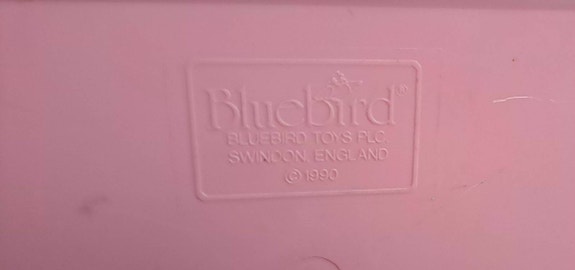 Bluebird®
BLUEBIRD TOYS PLC.
SWINDON, ENGLAND
©1990